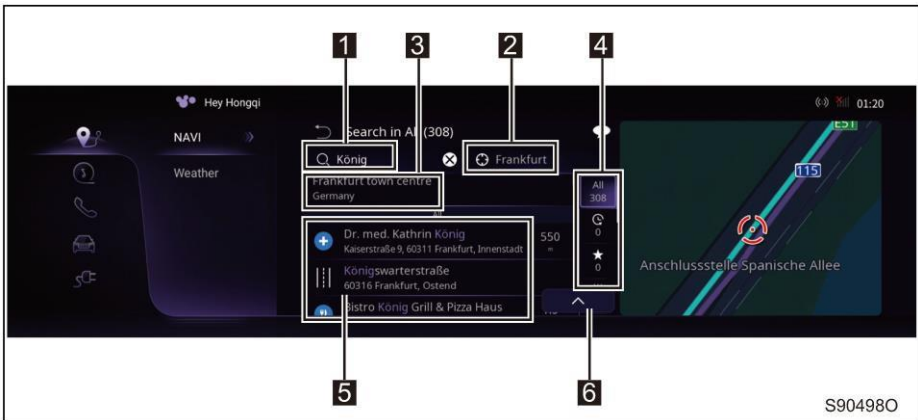 1
3
2
4
Hey Hongqi
01:20
NAVI
Weather
Search in All (308)
König
Frankfurt
Frankfurt town centre
Germany
All
308
0
0
Dr. med. Kathrin König
Kaiserstraße 9, 60311 Frankfurt, Innenstadt
550
m
Königswarterstraße
60316 Frankfurt, Ostend
Bistro König Grill & Pizza Haus
E51
115
Anschlussstelle Spanische Allee
5
6
S90498O